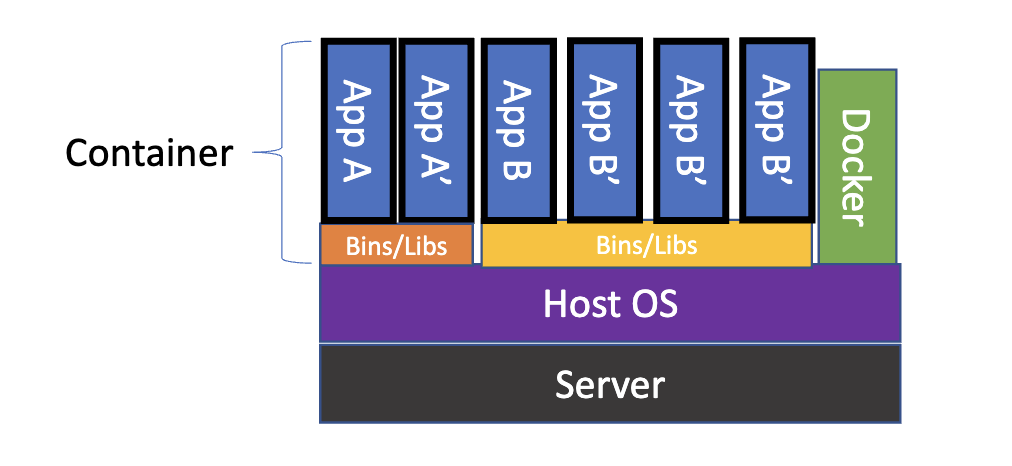 Container
App A
App A’
App B
App B’
App B’
App B’
Docker
Bins/Libs
Bins/Libs
Host OS
Server